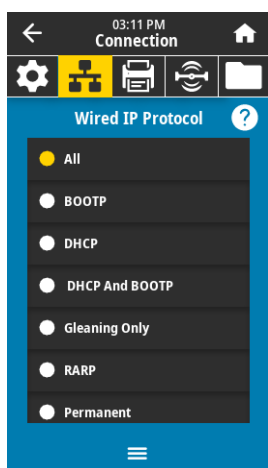 03:11 PM
Connection
Wired IP Protocol ?
All
BOOTP
DHCP
DHCP And BOOTP
Gleaning Only
RARP
Permanent